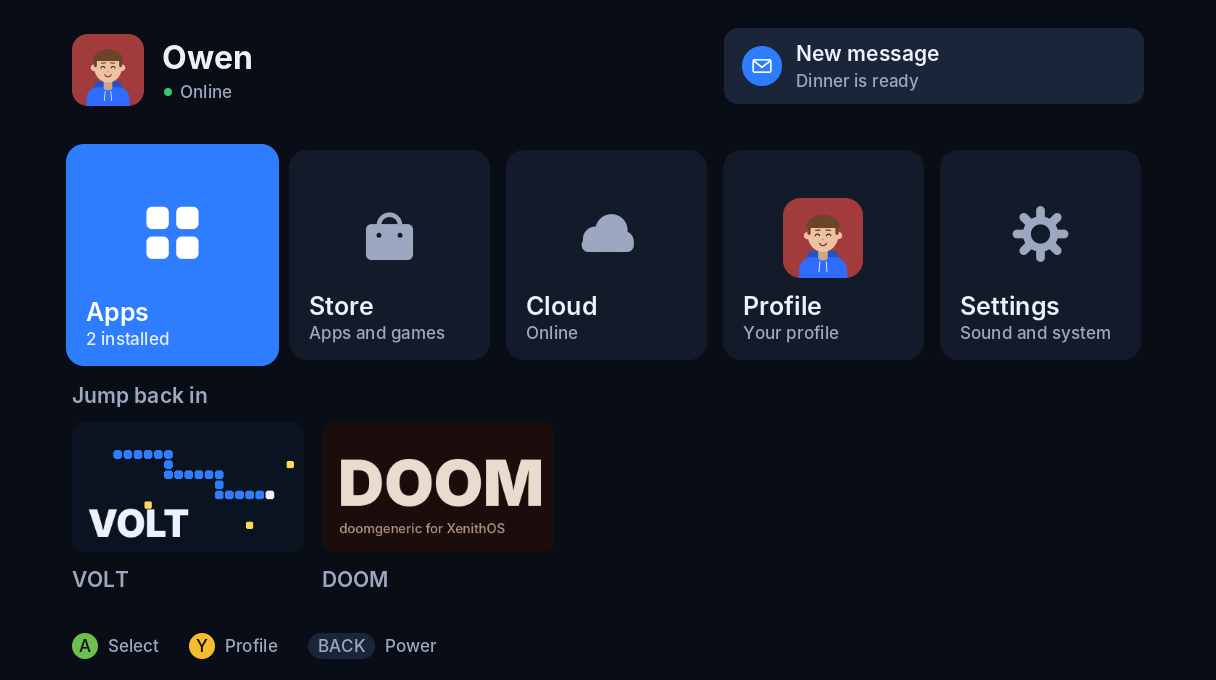 Owen
Online
New message
Dinner is ready
Apps
2 installed
Store
Apps and games
Cloud
Online
Profile
Your profile
Settings
Sound and system
Jump back in
VOLT
DOOM
doomgeneric for XenithOS
VOLT
DOOM
A Select Y Profile BACK Power